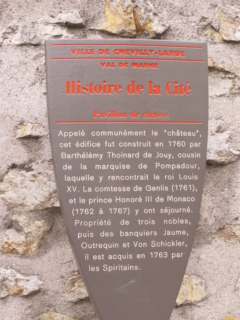 VILLE DE CHEVILLY-LARUE
VAL DE MARNE
Histoire de la Cité
Pavillon de chasse
Appelé communément le "château",
cet édifice fut construit en 1760 par
Barthélémy Thoinard de Jouy, cousin
de la marquise de Pompadour,
laquelle y rencontrait le roi Louis
XV. La comtesse de Genlis (1761),
et le prince Honoré III de Monaco
(1762 à 1767) y ont séjourné.
Propriété de trois nobles,
puis des banquiers Jaume,
Outrequin et Von Schickler,
il est acquis en 1763 par
les Spiritains.